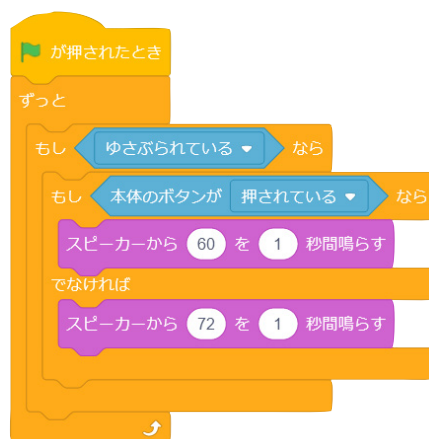 が押されたとき
ずっと
もし ゆさぶられている なら
もし 本体のボタンが 押されている なら
スピーカーから 60 を 1 秒間鳴らす
でなければ
スピーカーから 72 を 1 秒間鳴らす